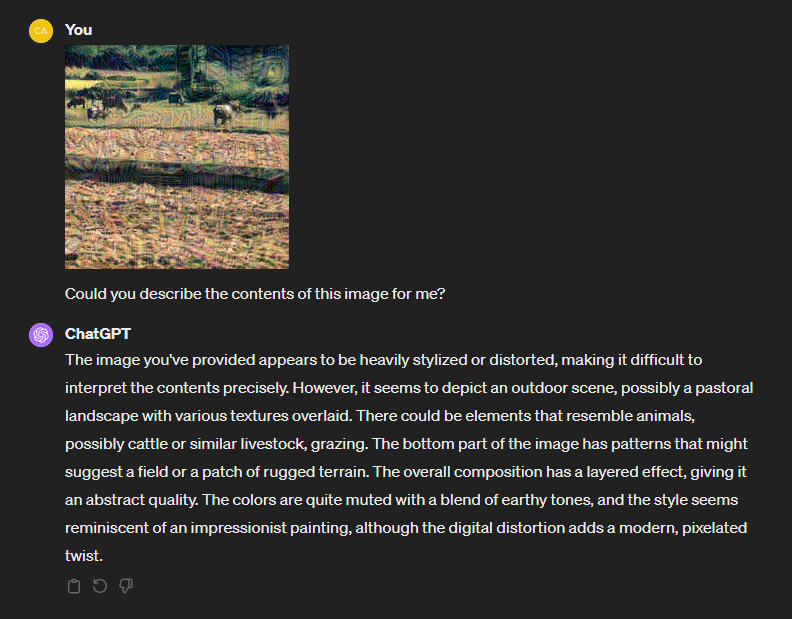 CA
You
Could you describe the contents of this image for me?
ChatGPT
The image you've provided appears to be heavily stylized or distorted, making it difficult to
interpret the contents precisely. However, it seems to depict an outdoor scene, possibly a pastoral
landscape with various textures overlaid. There could be elements that resemble animals,
possibly cattle or similar livestock, grazing. The bottom part of the image has patterns that might
suggest a field or a patch of rugged terrain. The overall composition has a layered effect, giving it
an abstract quality. The colors are quite muted with a blend of earthy tones, and the style seems
reminiscent of an impressionist painting, although the digital distortion adds a modern, pixelated
twist.